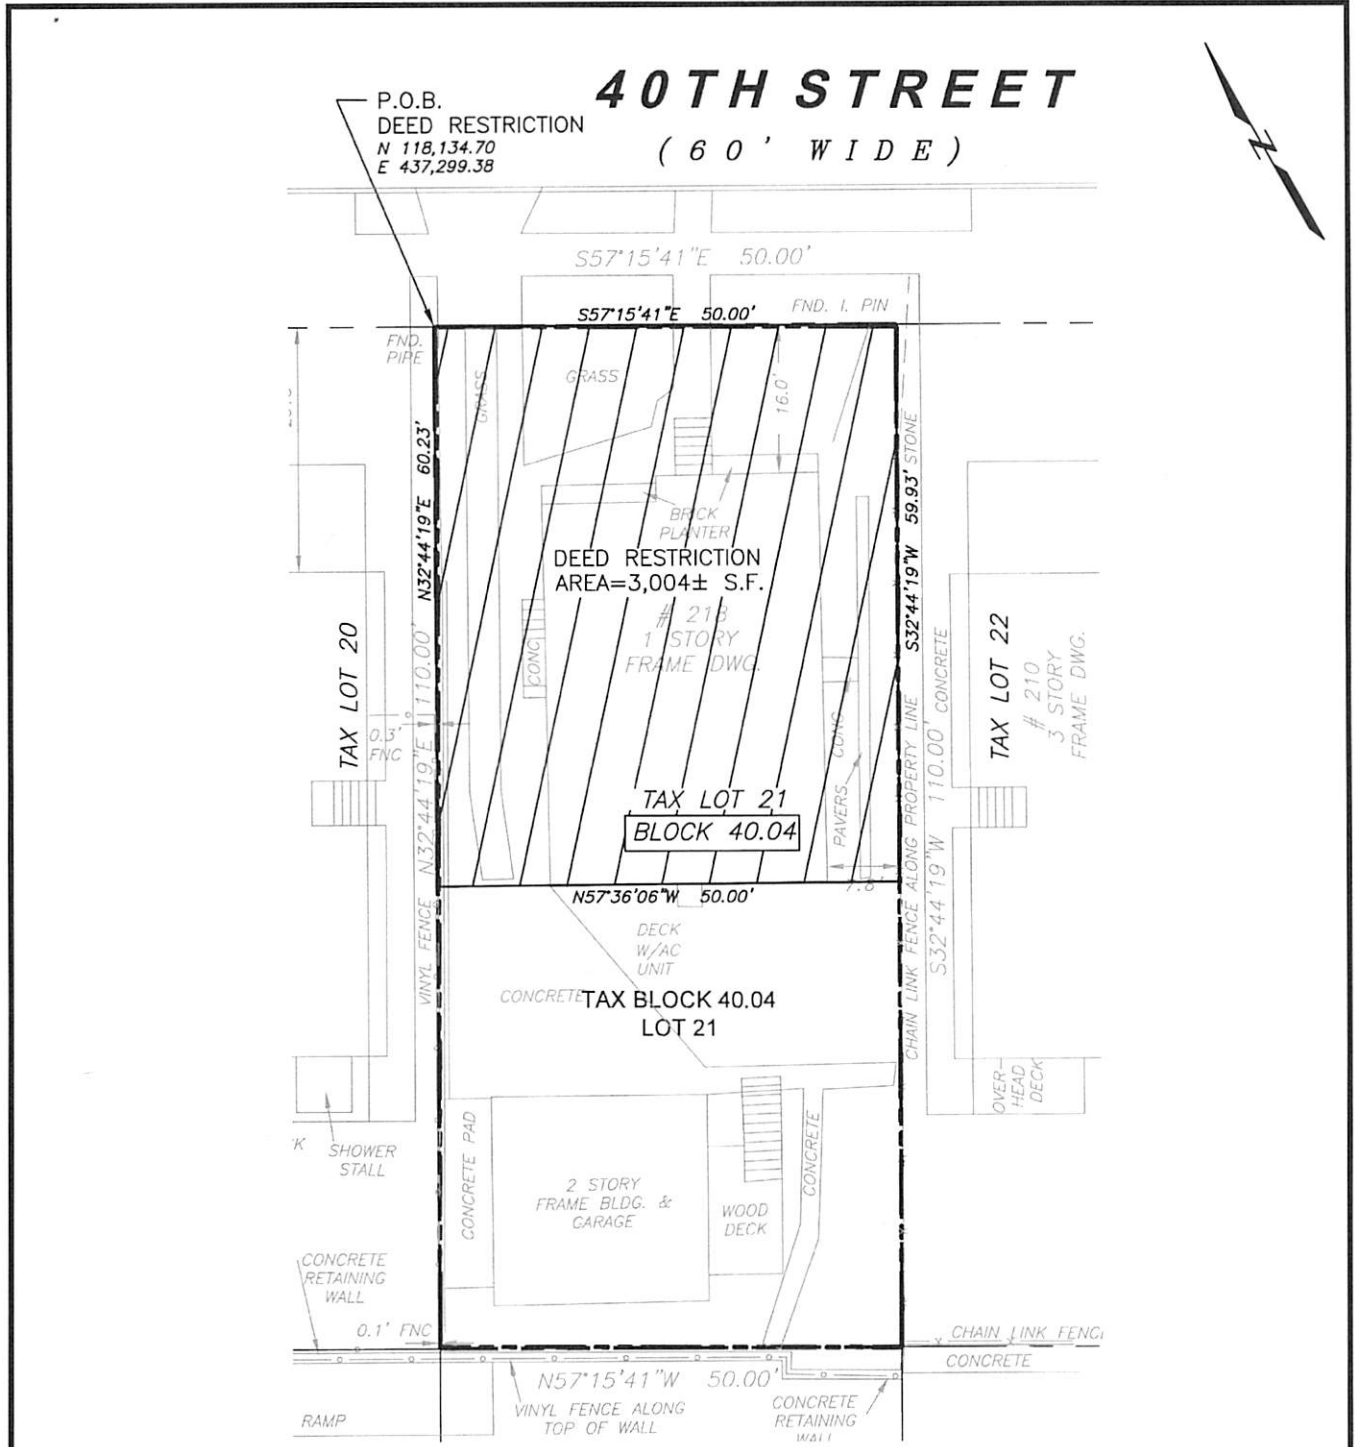 40TH STREET
(60' WIDE)
P.O.B.
DEED RESTRICTION
N 118,134.70
E 437,299.38
Z
S57°15'41"E 50.00'
S57°15'41"E 50.00'
FND. I. PIN
FND.
PIPE
GRASS
GRASS
16.0'
N32°44'19"E 60.23'
S32°44'19"W 59.93'
STONE
BRICK
PLANTER
DEED RESTRICTION
AREA=3,004± S.F.
# 218
1 STORY
FRAME DWG.
CONC
CONC
PAVERS
TAX LOT 20
0.3'
FNC
N32°44'19"E 110.00'
VINYL FENCE
TAX LOT 21
BLOCK 40.04
7.8'
N57°36'06"W 50.00'
CHAIN LINK FENCE ALONG PROPERTY LINE
S32°44'19"W 110.00'
CONCRETE
TAX LOT 22
# 210
3 STORY
FRAME DWG.
DECK
W/AC
UNIT
CONCRETE
TAX BLOCK 40.04
LOT 21
OVER-
HEAD
DECK
SHOWER
STALL
CONCRETE PAD
2 STORY
FRAME BLDG. &
GARAGE
WOOD
DECK
CONCRETE
CONCRETE
RETAINING
WALL
0.1' FNC
CHAIN LINK FENC
CONCRETE
N57°15'41"W 50.00'
VINYL FENCE ALONG
TOP OF WALL
CONCRETE
RETAINING
WALL
RAMP